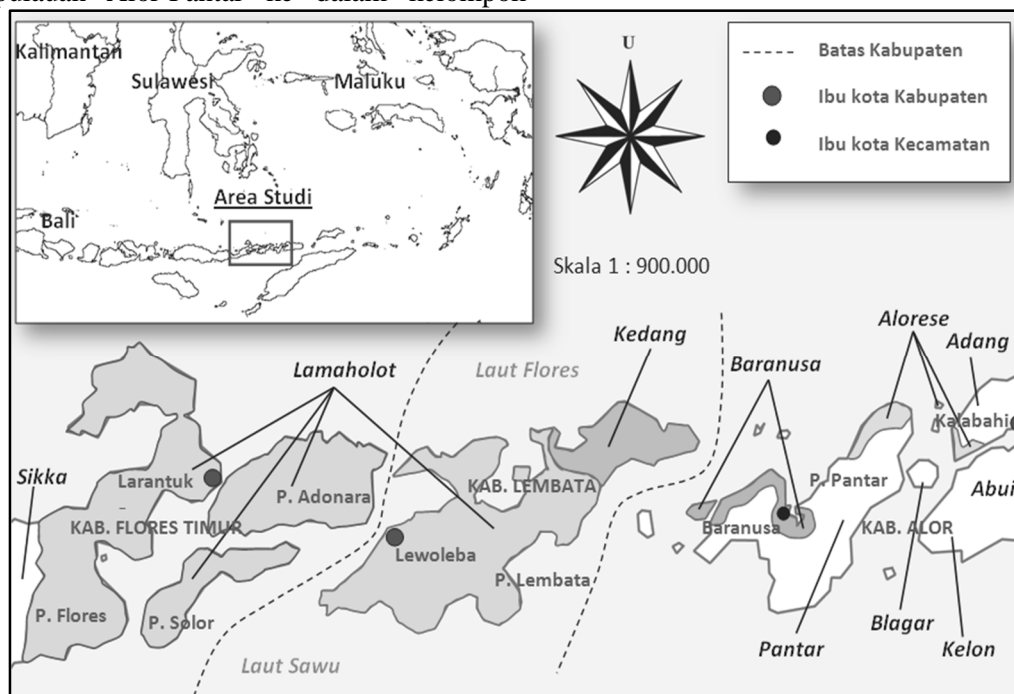 Kalimantan
Sulawesi
Maluku
Area Studi
Bali
U
Batas Kabupaten
Ibu kota Kabupaten
Ibu kota Kecamatan
Skala 1 : 900.000
Alorese
Adang
Kedang
Baranusa
Laut Flores
Lamaholot
Kalabahi
Sikka
Larantuk
P. Adonara
KAB. LEMBATA
P. Pantar
Abui
KAB. FLORES TIMUR
Baranusa
KAB. ALOR
Lewoleba
P. Lembata
P. Flores
P. Solor
Blagar
Pantar
Kelon
Laut Sawu